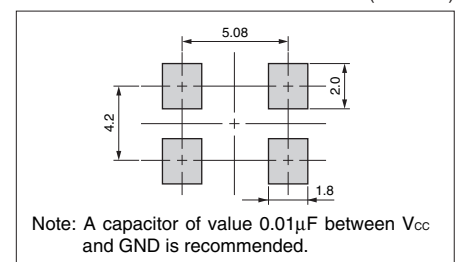 5.08
4.2
2.0
1.8
Note: A capacitor of value 0.01μF between Vcc
and GND is recommended.